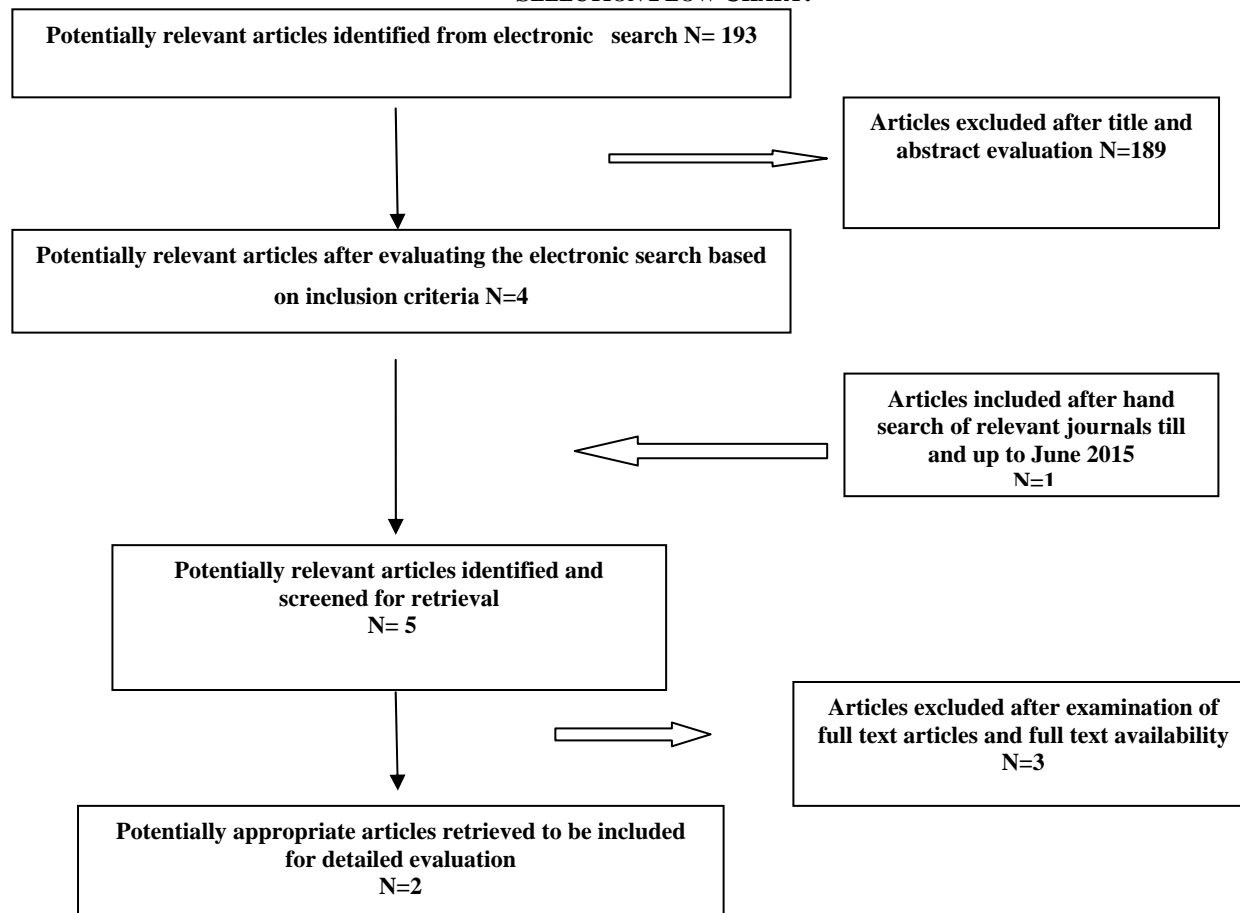 Potentially relevant articles identified from electronic search N= 193
Articles excluded after title and
abstract evaluation N=189
Potentially relevant articles after evaluating the electronic search based
on inclusion criteria N=4
Articles included after hand
search of relevant journals till
and up to June 2015
N=1
Potentially relevant articles identified and
screened for retrieval
N= 5
Articles excluded after examination of
full text articles and full text availability
N=3
Potentially appropriate articles retrieved to be included
for detailed evaluation
N=2